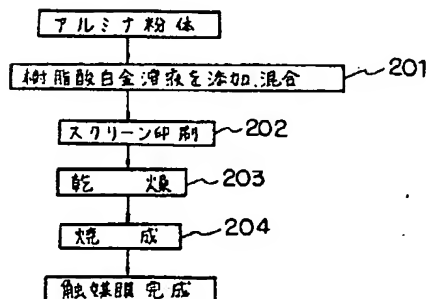 アルミナ粉体
樹脂酸白金溶液を添加、混合
201
スクリーン印刷
202
乾燥
203
焼成
204
触媒膜完成